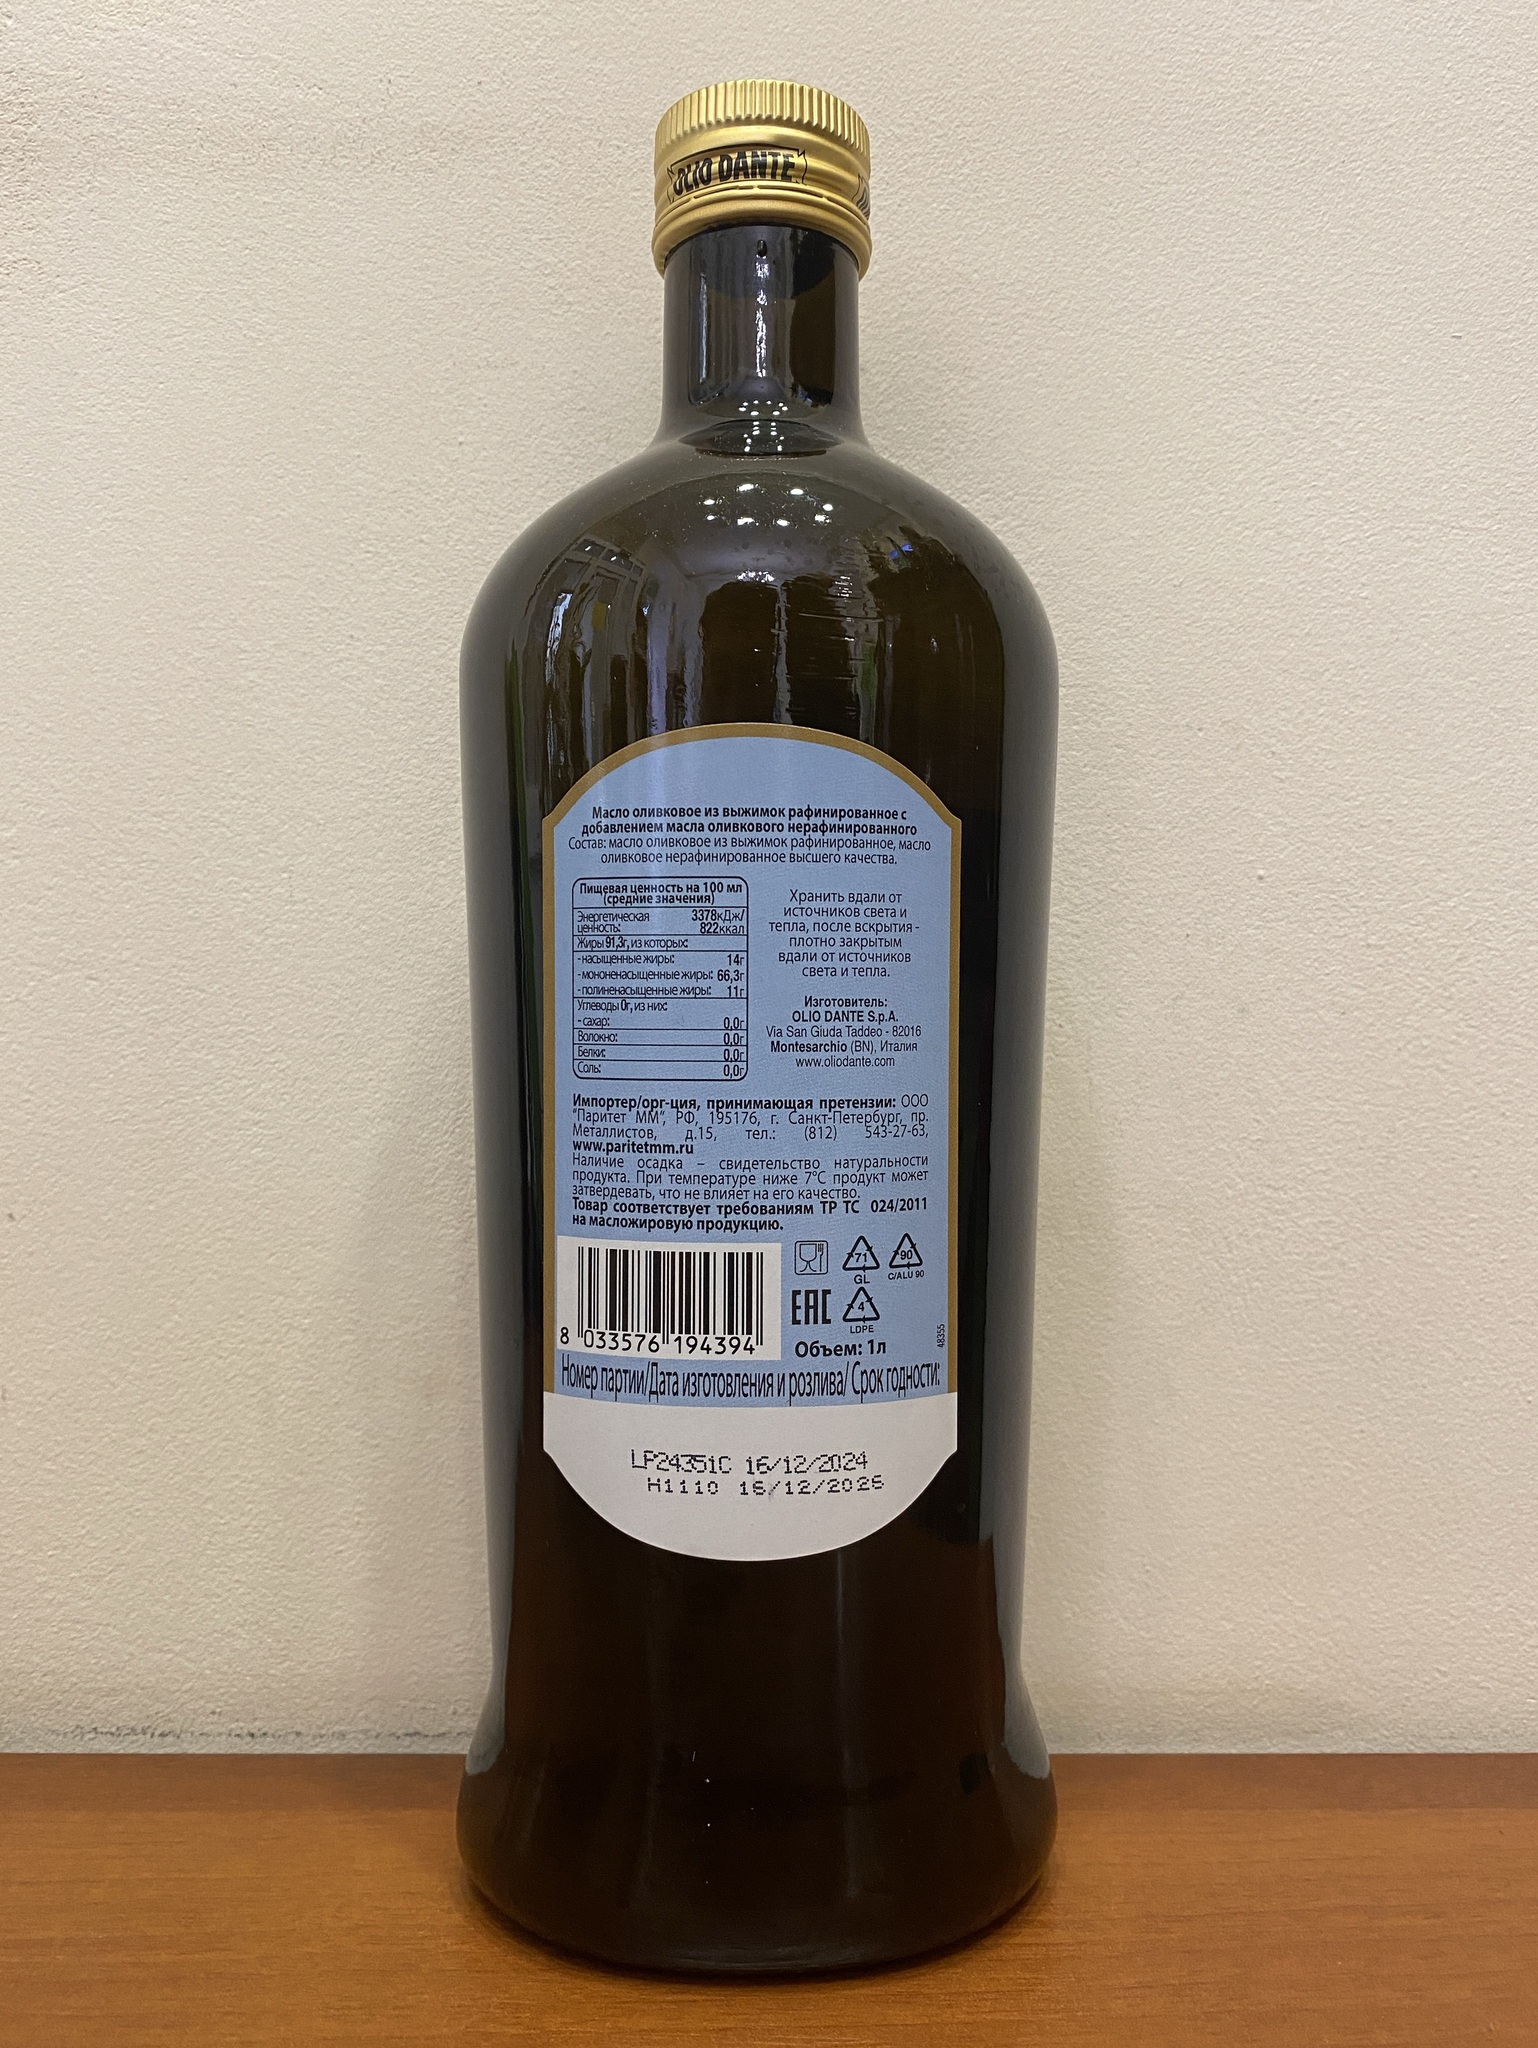 OLIO DANTE
Масло оливковое из выжимок рафинированное с
добавлением масла оливкового нерафинированного
Состав: масло оливковое из выжимок рафинированное, масло
оливковое нерафинированное высшего качества.
Пищевая ценность на 100 мл
(средние значения)
Энергетическая ценность: 3378кДж/
822ккал
Жиры 91,3г, из которых:
- насыщенные жиры: 14г
- мононенасыщенные жиры: 66,3г
- полиненасыщенные жиры: 11г
Углеводы 0г, из них:
- сахар: 0,0г
Волокно: 0,0г
Белки: 0,0г
Соль: 0,0г
Хранить вдали от
источников света и
тепла, после вскрытия -
плотно закрытым
вдали от источников
света и тепла.
Изготовитель:
OLIO DANTE S.p.A.
Via San Giuda Taddeo - 82016
Montesarchio (BN), Италия
www.oliodante.com
Импортер/орг-ция, принимающая претензии: ООО
"Паритет ММ", РФ, 195176, г. Санкт-Петербург, пр.
Металлистов, д.15, тел.: (812) 543-27-63,
www.paritetmm.ru
Наличие осадка – свидетельство натуральности
продукта. При температуре ниже 7°С продукт может
затвердевать, что не влияет на его качество.
Товар соответствует требованиям ТР ТС 024/2011
на масложировую продукцию.
71
GL
90
C/ALU 90
EAC
4
LDPE
8 033576 194394
Объем: 1л
48355
Номер партии/Дата изготовления и розлива/ Срок годности:
LP24351C 16/12/2024
H1110 16/12/2026